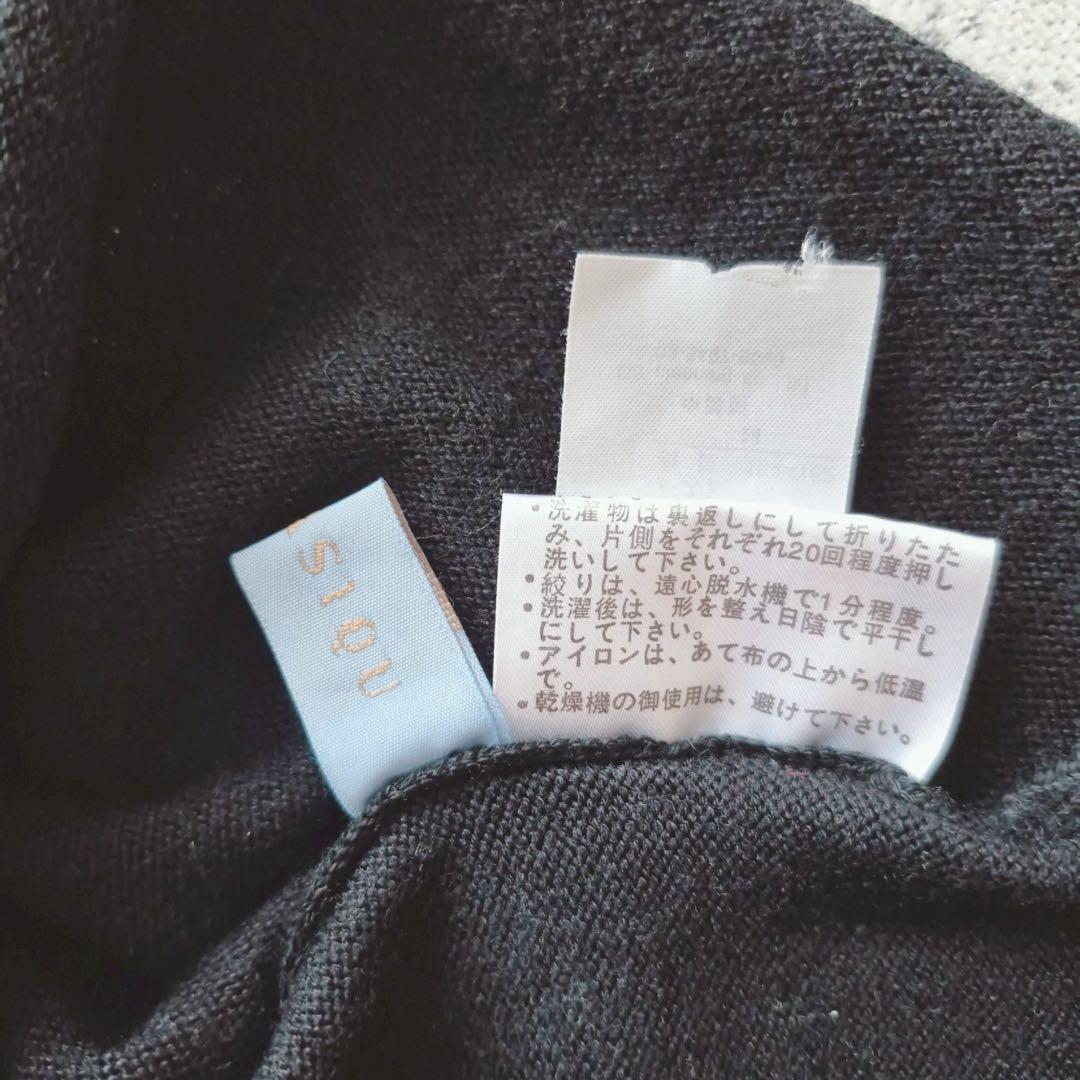 SIQU
・洗濯物は裏返しにして折りたた
み、片側をそれぞれ20回程度押し
洗いして下さい。
・絞りは、遠心脱水機で1分程度。
・洗濯後は、形を整え日陰で平干し
にして下さい。
・アイロンは、あて布の上から低温
で。
・乾燥機の御使用は、避けて下さい。